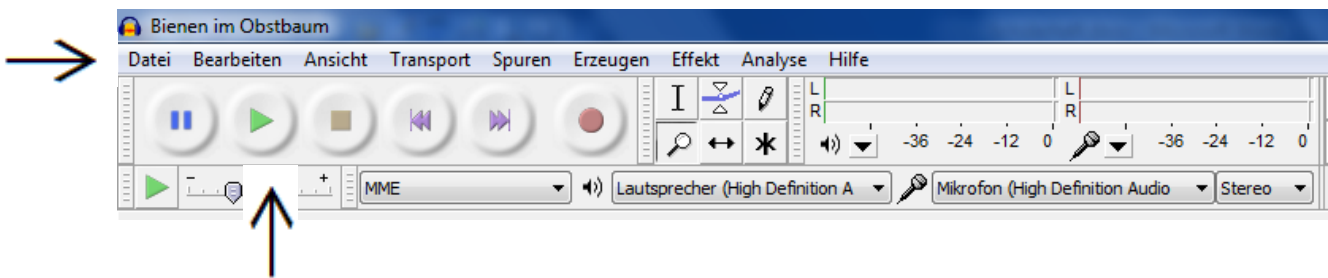 Bienen im Obstbaum
Datei Bearbeiten Ansicht Transport Spuren Erzeugen Effekt Analyse Hilfe
L L
R R
-36 -24 -12 0 -36 -24 -12 0
- + MME Lautsprecher (High Definition A Mikrofon (High Definition Audio Stereo